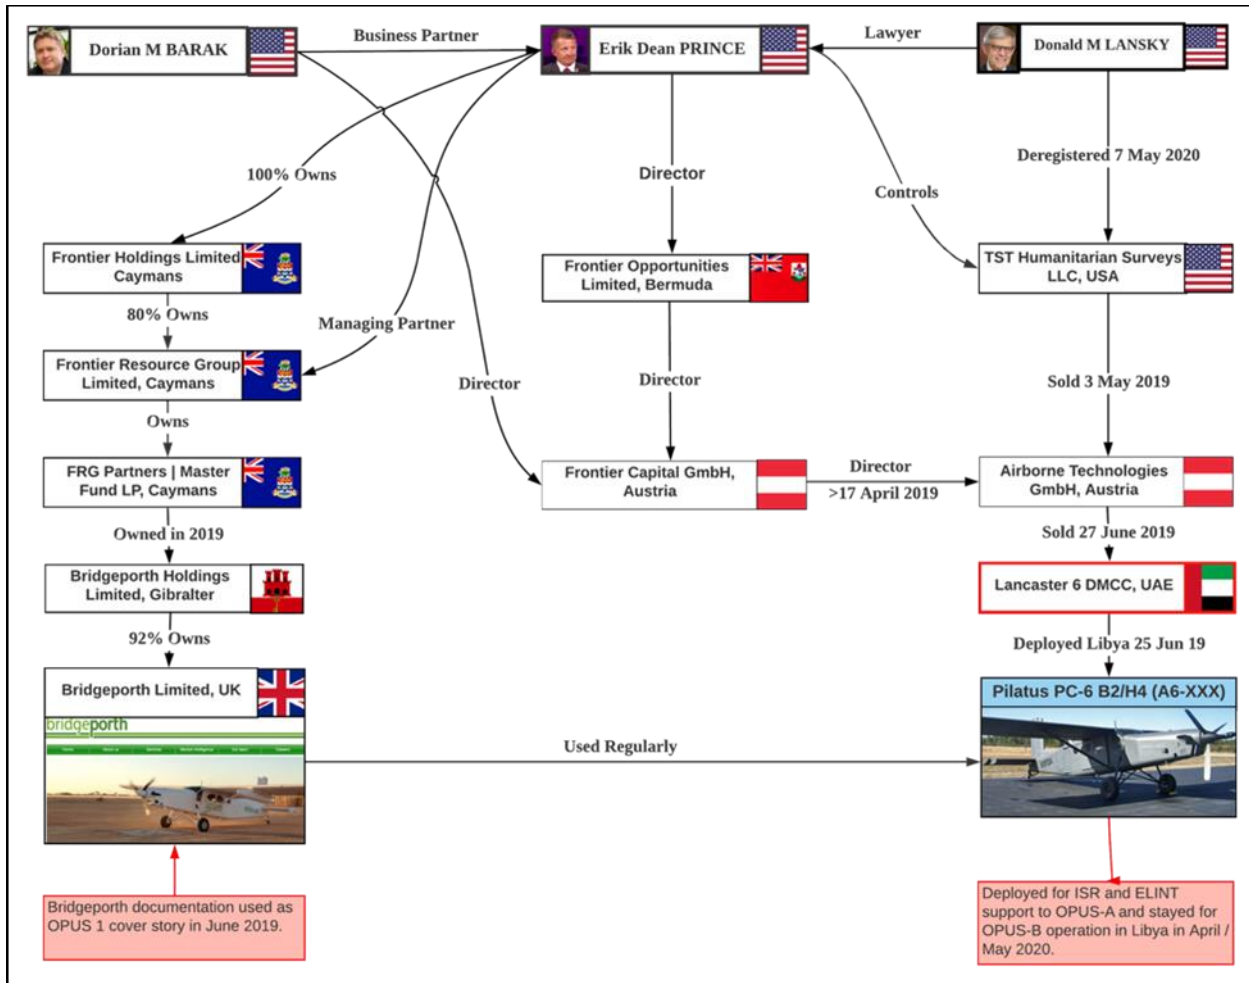 Dorian M BARAK
Business Partner
Erik Dean PRINCE
Lawyer
Donald M LANSKY
100% Owns
Director
Deregistered 7 May 2020
Controls
Frontier Holdings Limited
Caymans
Frontier Opportunities
Limited, Bermuda
TST Humanitarian Surveys
LLC, USA
80% Owns
Managing Partner
Frontier Resource Group
Limited, Caymans
Director
Director
Sold 3 May 2019
Owns
FRG Partners | Master
Fund LP, Caymans
Frontier Capital GmbH,
Austria
Director
>17 April 2019
Airborne Technologies
GmbH, Austria
Owned in 2019
Sold 27 June 2019
Bridgeporth Holdings
Limited, Gibralter
Lancaster 6 DMCC, UAE
92% Owns
Deployed Libya 25 Jun 19
Bridgeporth Limited, UK
Pilatus PC-6 B2/H4 (A6-XXX)
bridgeporth
Used Regularly
Bridgeporth documentation used as
OPUS 1 cover story in June 2019.
Deployed for ISR and ELINT
support to OPUS-A and stayed for
OPUS-B operation in Libya in April /
May 2020.